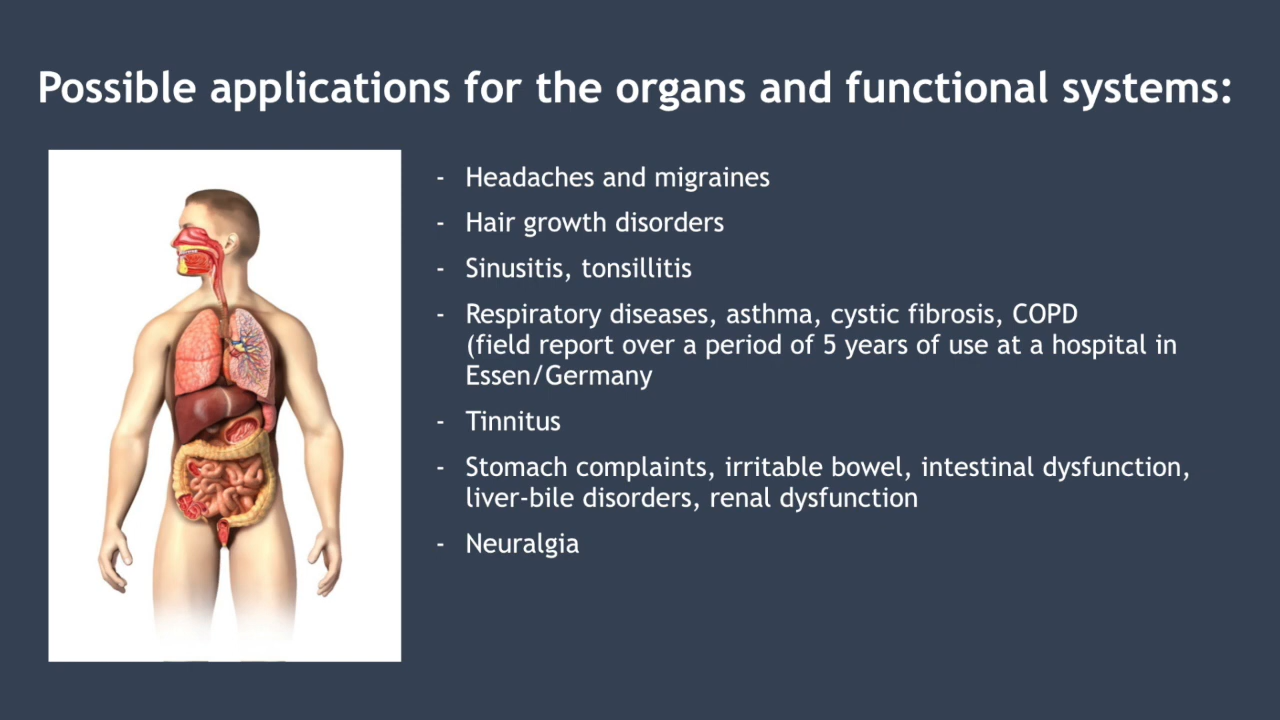 Possible applications for the organs and functional systems:
- Headaches and migraines
- Hair growth disorders
- Sinusitis, tonsillitis
- Respiratory diseases, asthma, cystic fibrosis, COPD
(field report over a period of 5 years of use at a hospital in
Essen/Germany
- Tinnitus
- Stomach complaints, irritable bowel, intestinal dysfunction,
liver-bile disorders, renal dysfunction
- Neuralgia